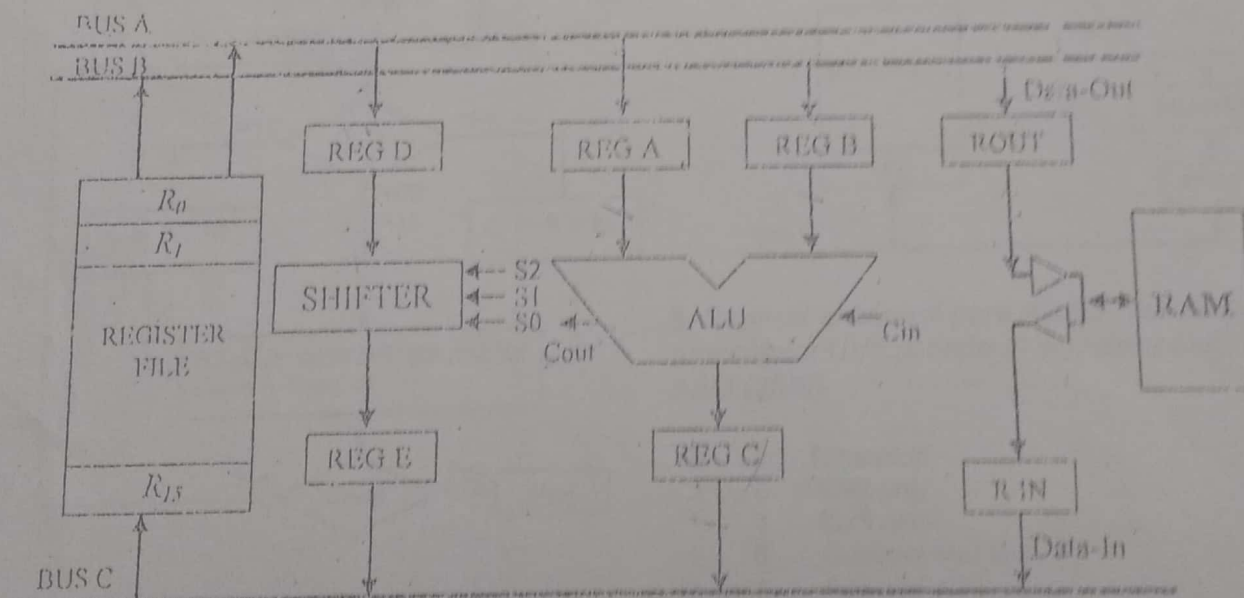 BUS A
BUS B
Data-Out
REG D
REG A
REG B
ROUT
R0
R1
S2
SHIFTER
S1
S0
ALU
RAM
REGISTER
FILE
Cout
Cin
REG E
REG C
R15
R IN
Data-In
BUS C